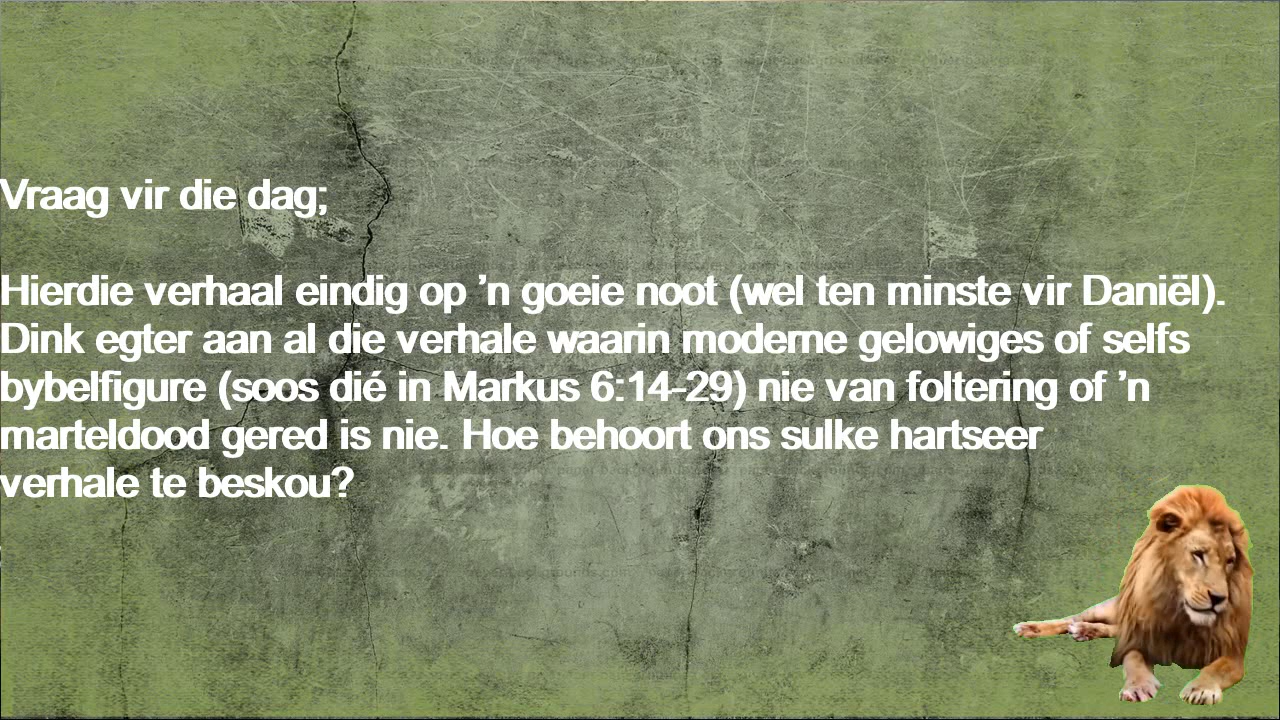 Vraag vir die dag;
Hierdie verhaal eindig op ’n goeie noot (wel ten minste vir Daniël).
Dink egter aan al die verhale waarin moderne gelowiges of selfs
bybelfigure (soos dié in Markus 6:14-29) nie van foltering of ’n
marteldood gered is nie. Hoe behoort ons sulke hartseer
verhale te beskou?